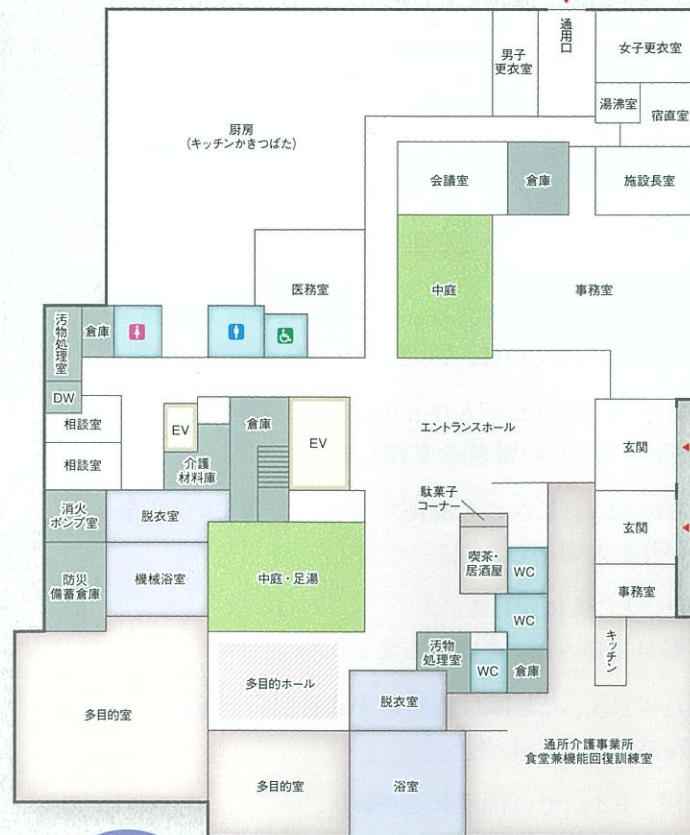 通用口
男子
更衣室
女子更衣室
湯沸室
宿直室
厨房
(キッチンかきつばた)
会議室
倉庫
施設長室
医務室
中庭
事務室
汚物処理室
倉庫
DW
相談室
EV
倉庫
EV
エントランスホール
玄関
相談室
介護
材料庫
駄菓子
コーナー
消火
ポンプ室
脱衣室
玄関
喫茶・
居酒屋
WC
防災
備蓄倉庫
機械浴室
中庭・足湯
事務室
WC
キッチン
汚物
処理室
WC
倉庫
多目的ホール
脱衣室
多目的室
通所介護事業所
食堂兼機能回復訓練室
多目的室
浴室